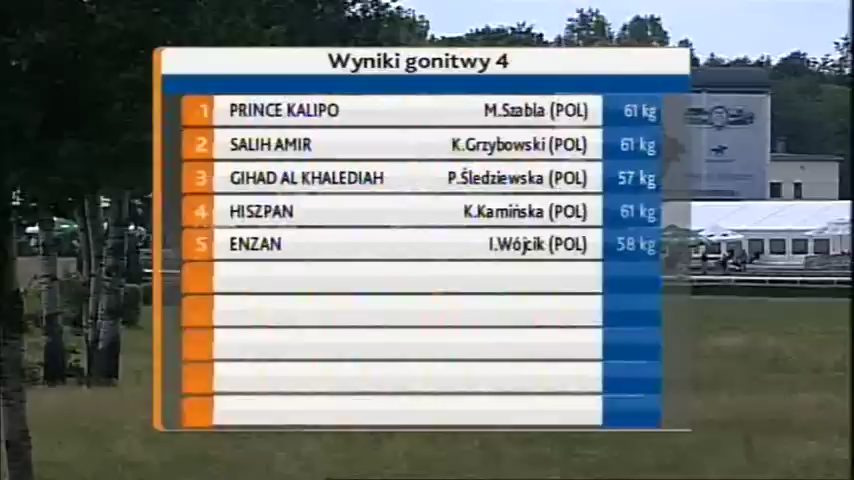 Wyniki gonitwy 4
1 PRINCE KALIPO M.Szabla (POL) 61 kg
2 SALIH AMIR K.Grzybowski (POL) 61 kg
3 GIHAD AL KHALEDIAH P.Śledziewska (POL) 57 kg
4 HISZPAN K.Kamińska (POL) 61 kg
5 ENZAN I.Wójcik (POL) 58 kg